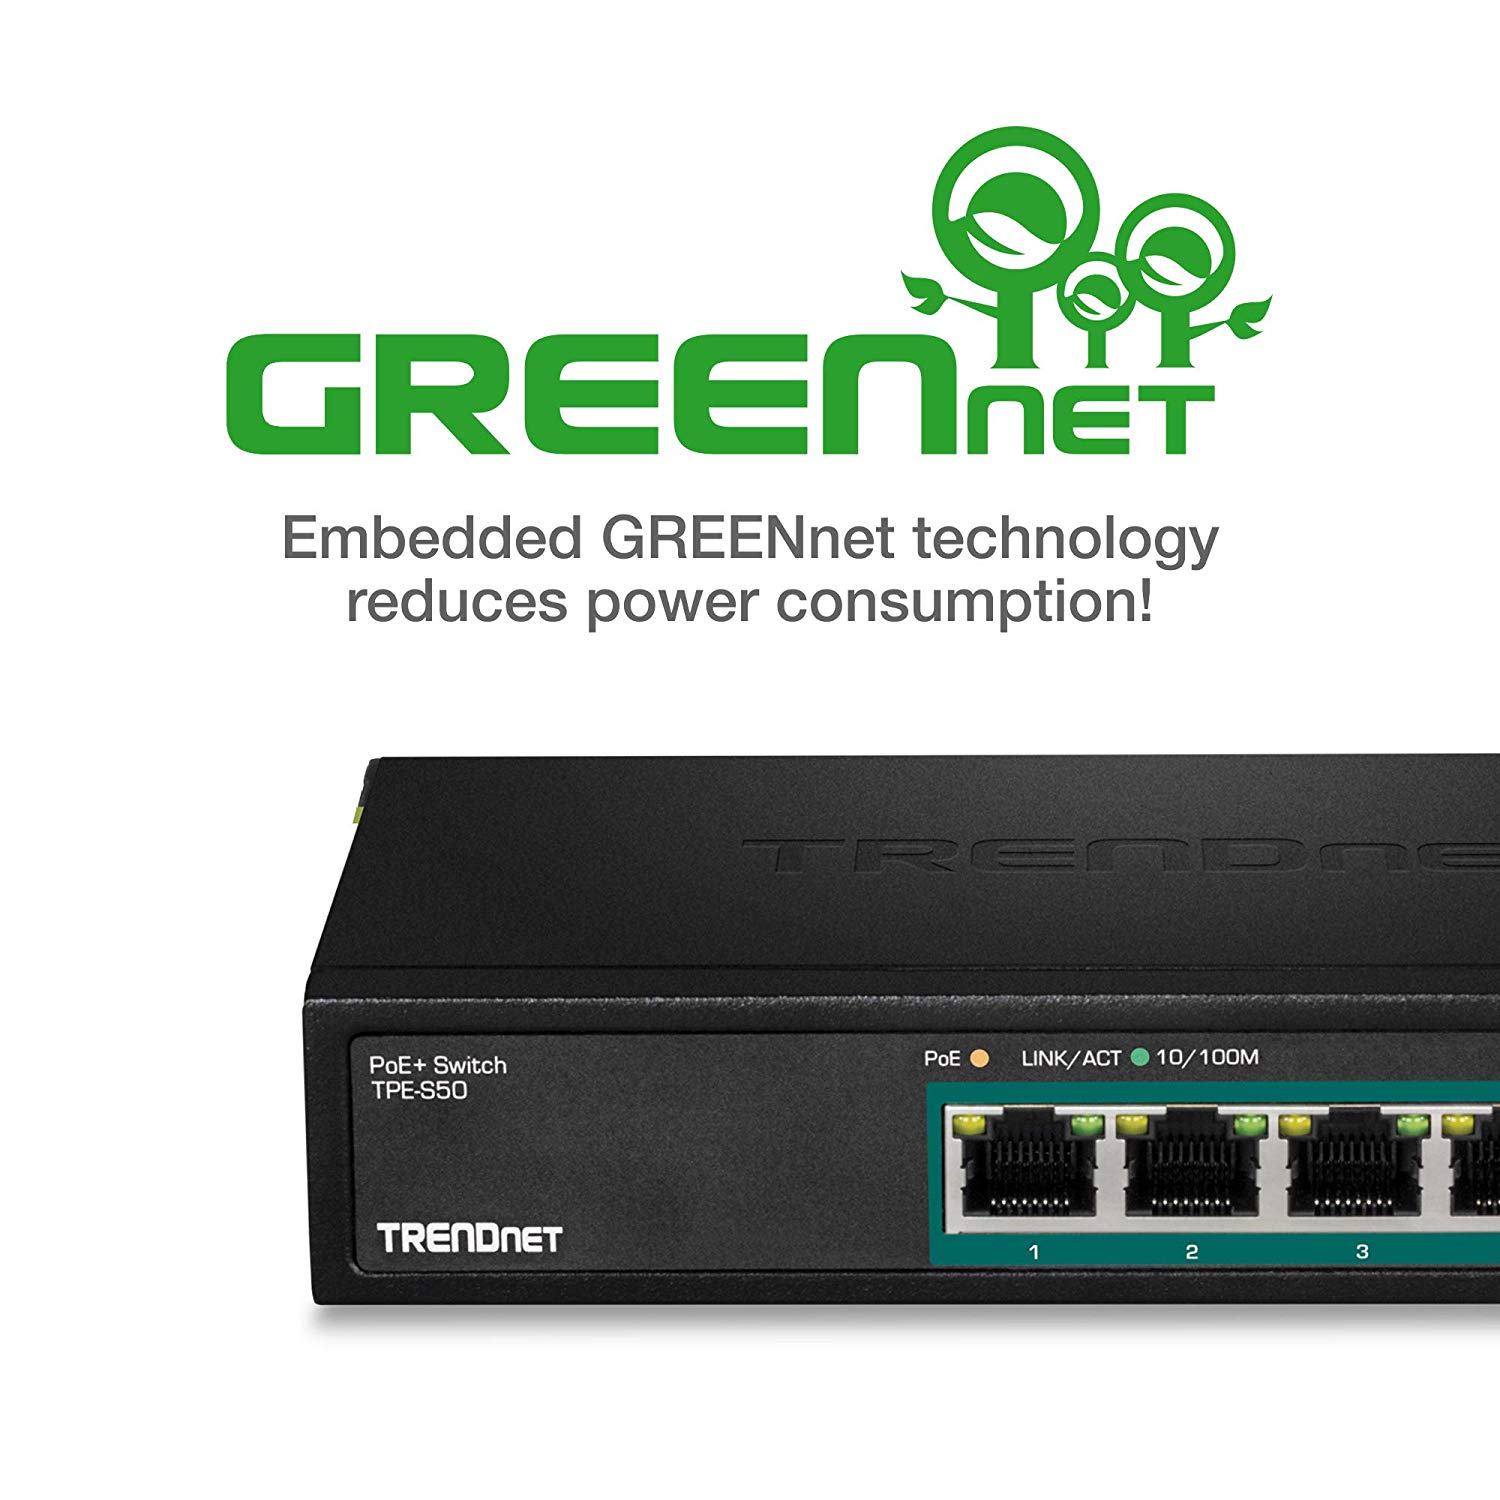 GREENnet
Embedded GREENnet technology
reduces power consumption!
TRENDne
PoE+ Switch
TPE-S50
PoE LINK/ACT 10/100M
TRENDnet
1 2 3